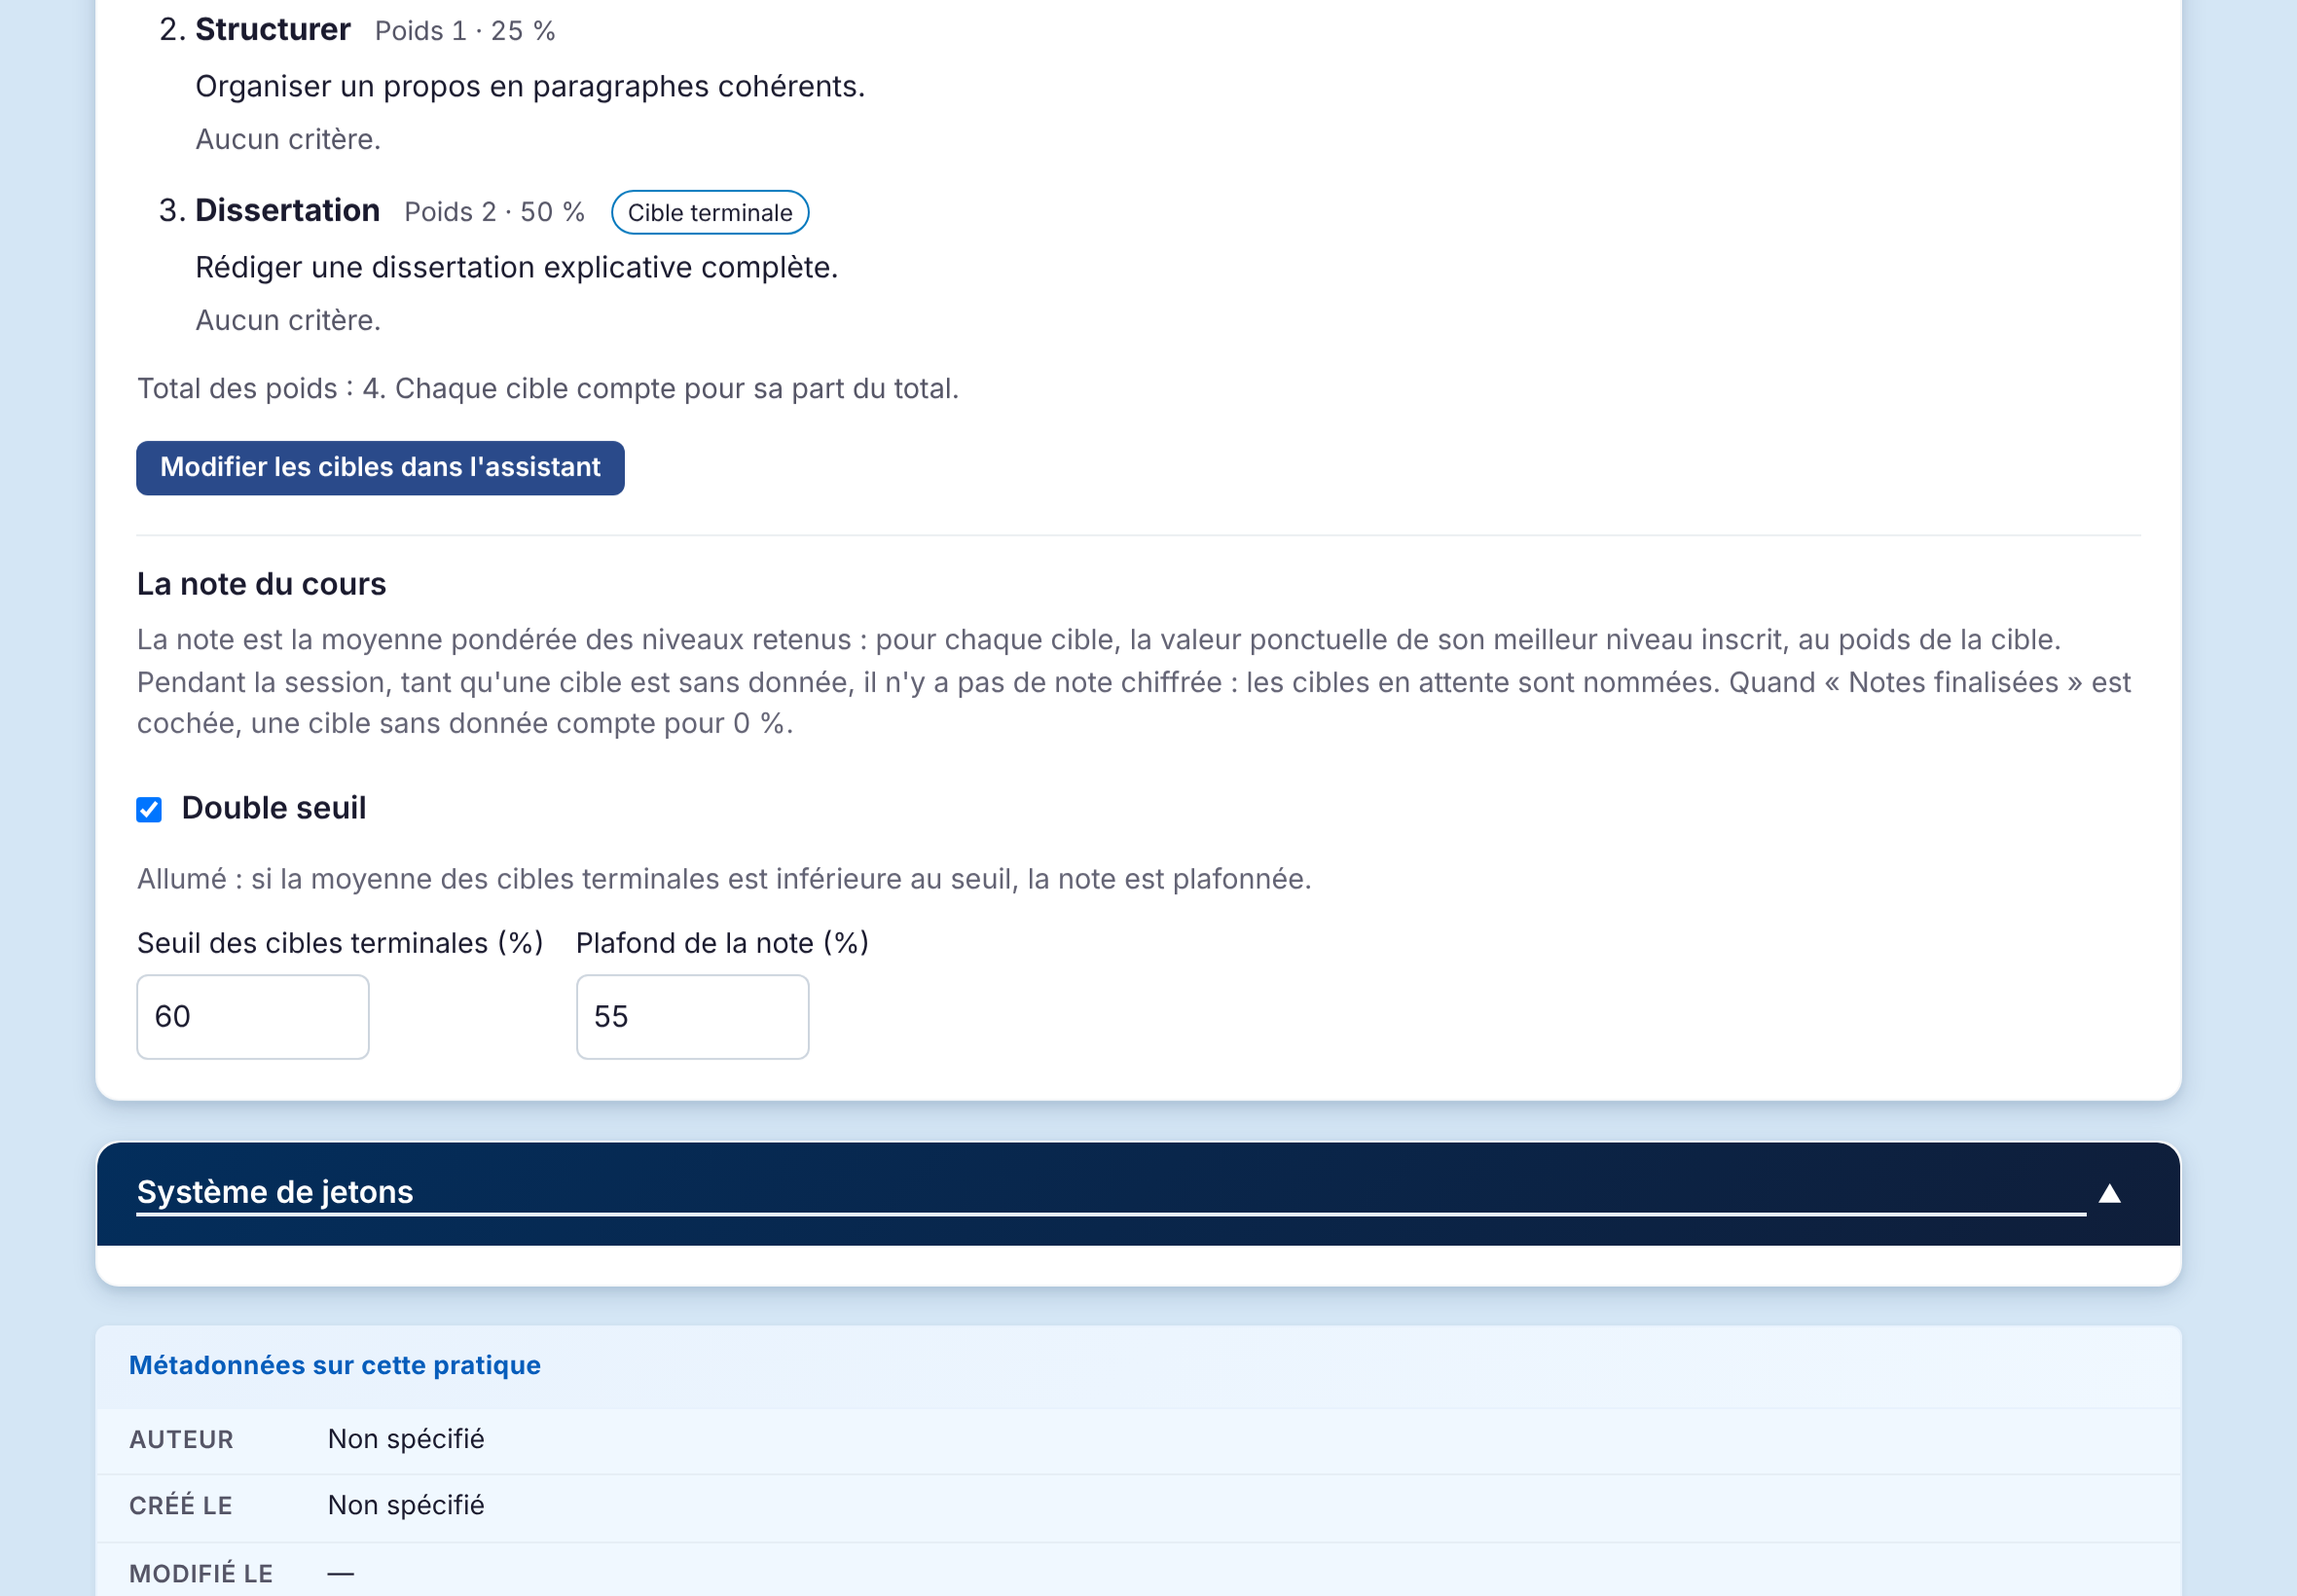 2. Structurer Poids 1 · 25 %
Organiser un propos en paragraphes cohérents.
Aucun critère.
3. Dissertation Poids 2 · 50 % Cible terminale
Rédiger une dissertation explicative complète.
Aucun critère.
Total des poids : 4. Chaque cible compte pour sa part du total.
Modifier les cibles dans l'assistant
La note du cours
La note est la moyenne pondérée des niveaux retenus : pour chaque cible, la valeur ponctuelle de son meilleur niveau inscrit, au poids de la cible.
Pendant la session, tant qu'une cible est sans donnée, il n'y a pas de note chiffrée : les cibles en attente sont nommées. Quand « Notes finalisées » est
cochée, une cible sans donnée compte pour 0 %.
Double seuil
Allumé : si la moyenne des cibles terminales est inférieure au seuil, la note est plafonnée.
Seuil des cibles terminales (%) Plafond de la note (%)
60 55
Système de jetons
Métadonnées sur cette pratique
AUTEUR Non spécifié
CRÉÉ LE Non spécifié
MODIFIÉ LE —